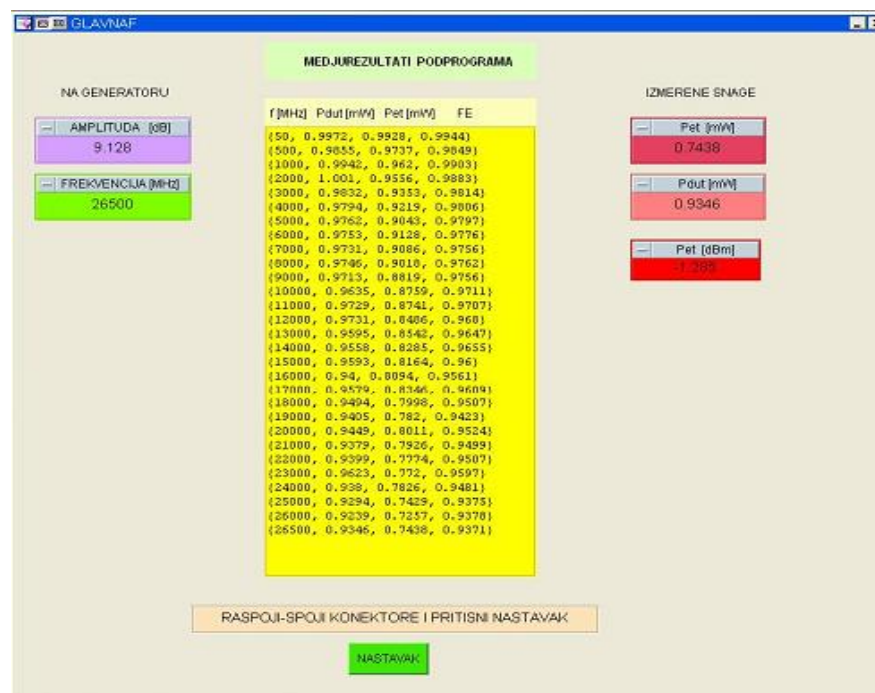 GLAVNAF
MEDJUREZULTATI PODPROGRAMA
NA GENERATORU
AMPLITUDA [dB]
9.128
FREKVENCIJA [MHz]
26500
f [MHz] Pdut [mW] Pet [mW] FE
{50, 0.9972, 0.9928, 0.9944}
{500, 0.9855, 0.9737, 0.9849}
{1000, 0.9942, 0.962, 0.9903}
{2000, 1.001, 0.9556, 0.9883}
{3000, 0.9832, 0.9353, 0.9814}
{4000, 0.9794, 0.9219, 0.9806}
{5000, 0.9762, 0.9043, 0.9797}
{6000, 0.9753, 0.9128, 0.9776}
{7000, 0.9731, 0.9086, 0.9756}
{8000, 0.9746, 0.9018, 0.9762}
{9000, 0.9713, 0.8819, 0.9756}
{10000, 0.9635, 0.8759, 0.9711}
{11000, 0.9729, 0.8741, 0.9707}
{12000, 0.9731, 0.8486, 0.968}
{13000, 0.9595, 0.8542, 0.9647}
{14000, 0.9558, 0.8285, 0.9655}
{15000, 0.9593, 0.8164, 0.96}
{16000, 0.94, 0.8094, 0.9561}
{17000, 0.9579, 0.8346, 0.9609}
{18000, 0.9494, 0.7998, 0.9507}
{19000, 0.9405, 0.782, 0.9423}
{20000, 0.9449, 0.8011, 0.9524}
{21000, 0.9379, 0.7926, 0.9499}
{22000, 0.9399, 0.7774, 0.9507}
{23000, 0.9623, 0.772, 0.9597}
{24000, 0.938, 0.7826, 0.9481}
{25000, 0.9294, 0.7429, 0.9375}
{26000, 0.9239, 0.7257, 0.9378}
{26500, 0.9346, 0.7438, 0.9371}
IZMERENE SNAGE
Pet [mW]
0.7438
Pdut [mW]
0.9346
Pet [dBm]
-1.285
RASPOJI-SPOJI KONEKTORE I PRITISNI NASTAVAK
NASTAVAK